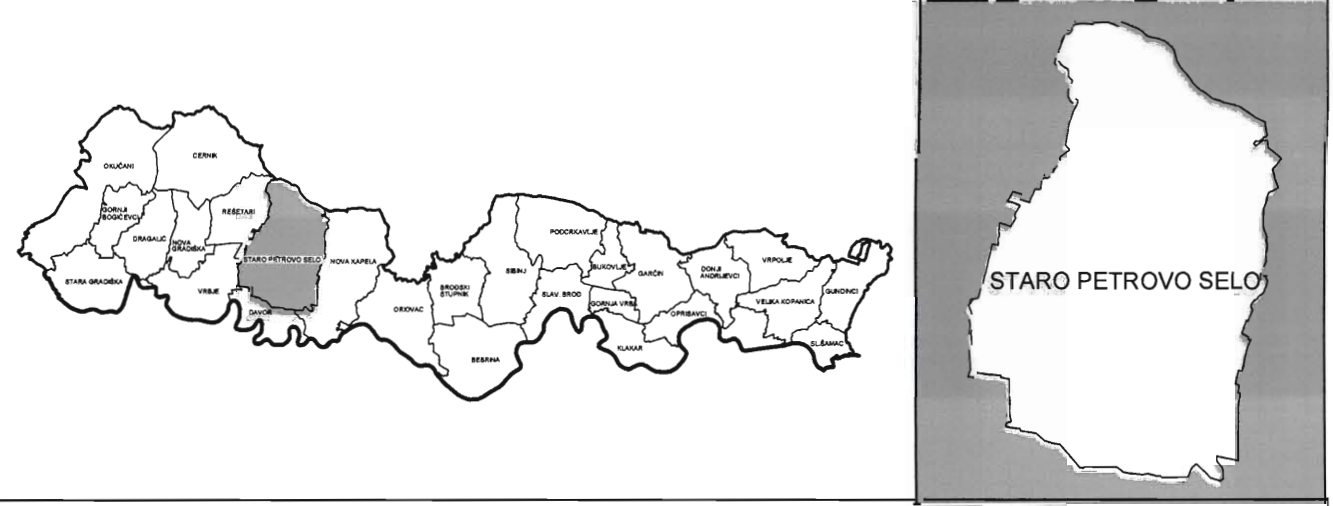 OKUČANI
CERNIK
GORNJI
BOGIČEVCI
REŠETARI
DRAGALIĆ
NOVA
GRADIŠKA
STARA GRADIŠKA
VRBJE
STARO PETROVO SELO
DAVOR
NOVA KAPELA
ORIOVAC
BRODSKI
STUPNIK
BEBRINA
SIBINJ
PODCRKAVLJE
SLAV. BROD
BUKOVLJE
GORNJA VRBA
GARČIN
KLAKAR
OPRISAVCI
DONJI
ANDRIJEVCI
VRPOLJE
VELIKA KOPANICA
GUNDINCI
SL.ŠAMAC
STARO PETROVO SELO